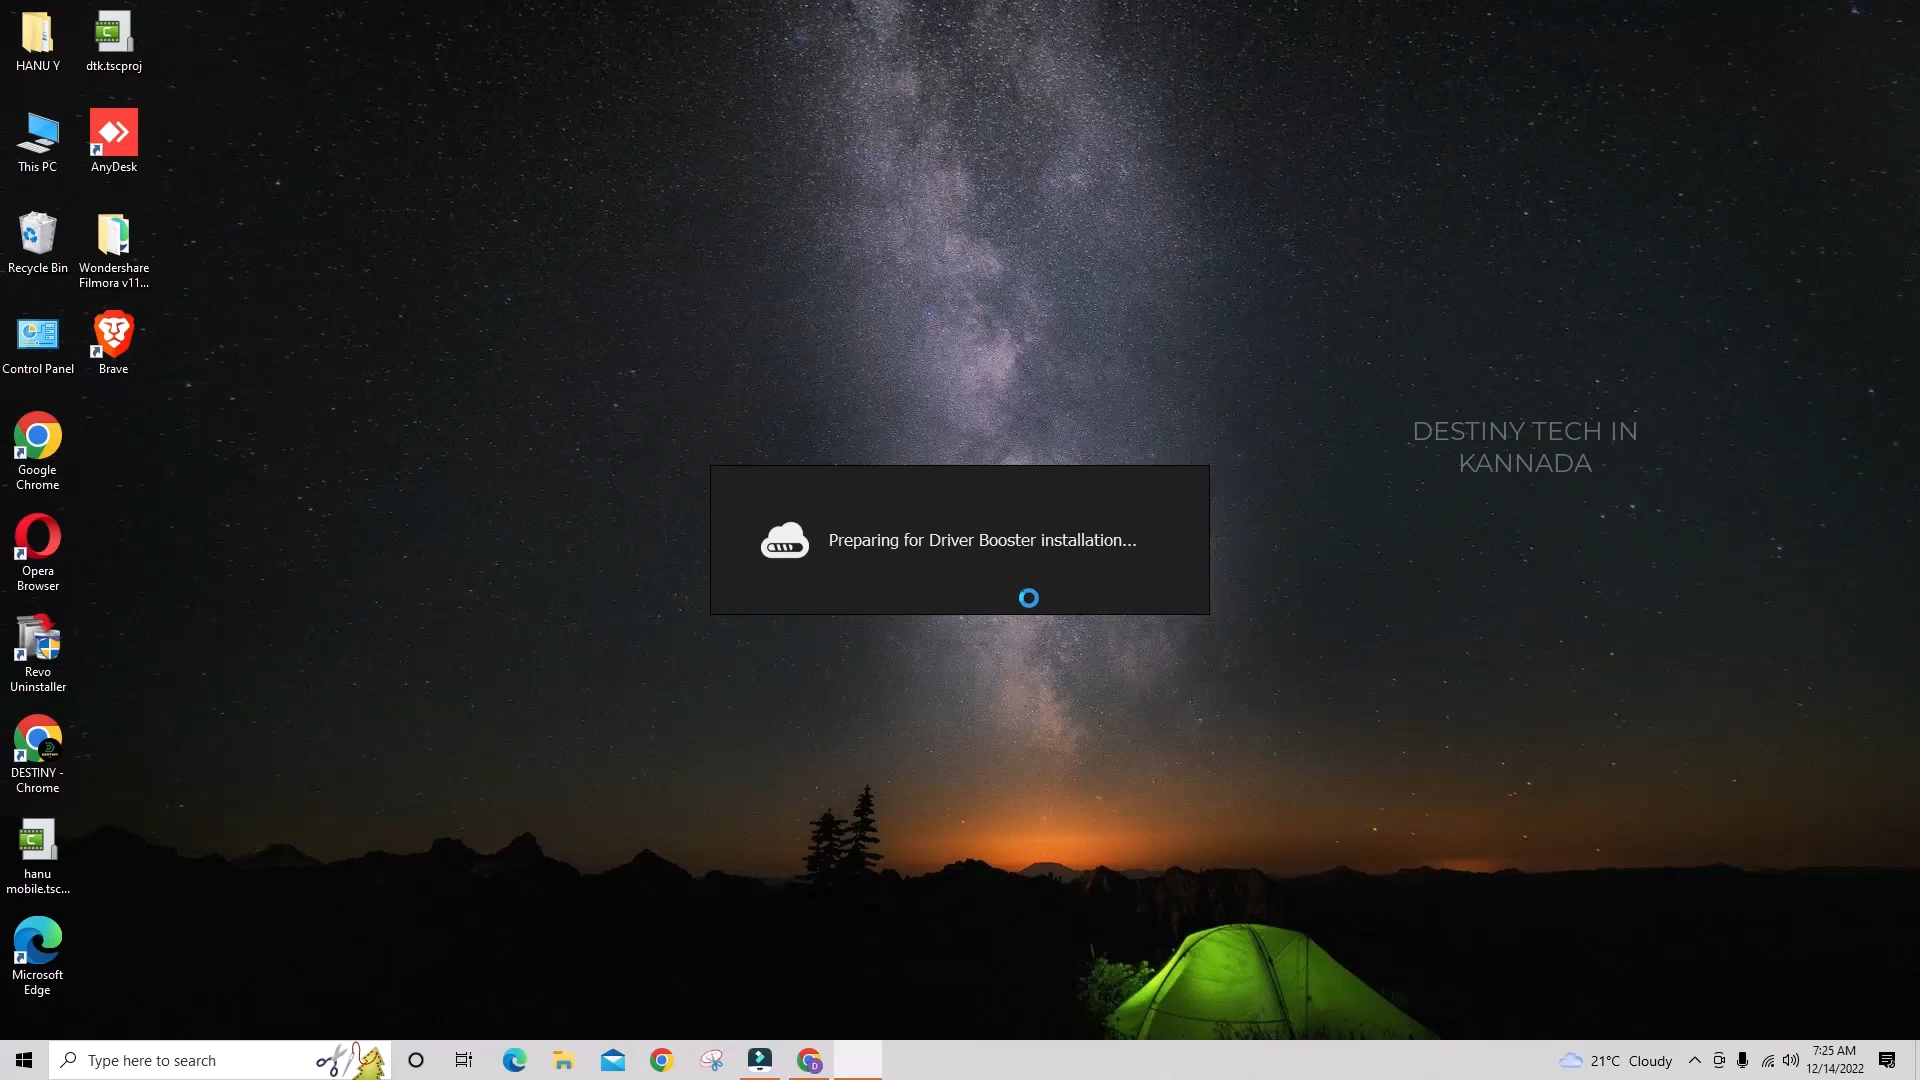 HANU Y
dtk.tscproj
This PC
AnyDesk
Recycle Bin
Wondershare
Filmora v11...
Control Panel
Brave
Google
Chrome
Opera
Browser
Revo
Uninstaller
DESTINY -
Chrome
hanu
mobile.tsc...
Microsoft
Edge
Preparing for Driver Booster installation...
DESTINY TECH IN
KANNADA
Type here to search
21°C Cloudy
7:25 AM
12/14/2022